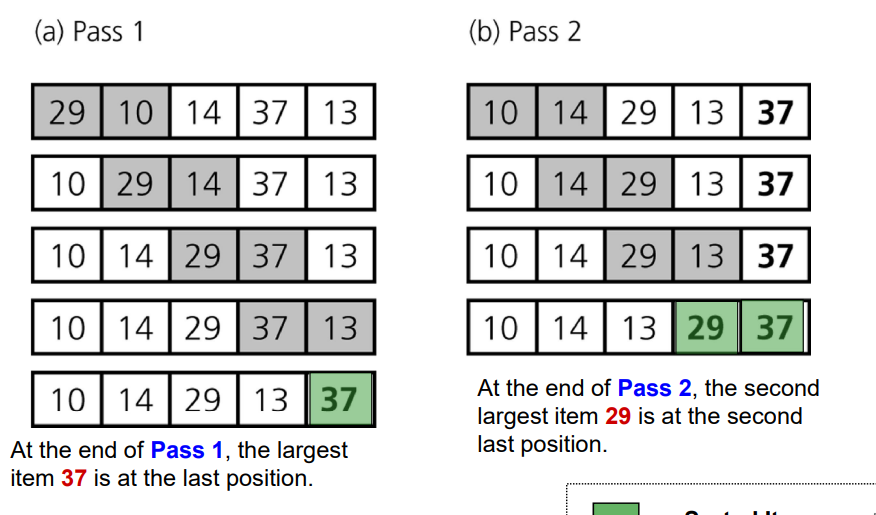 (a) Pass 1
29 10 14 37 13
10 29 14 37 13
10 14 29 37 13
10 14 29 37 13
10 14 29 13 37
At the end of Pass 1, the largest
item 37 is at the last position.
(b) Pass 2
10 14 29 13 37
10 14 29 13 37
10 14 29 13 37
10 14 13 29 37
At the end of Pass 2, the second
largest item 29 is at the second
last position.